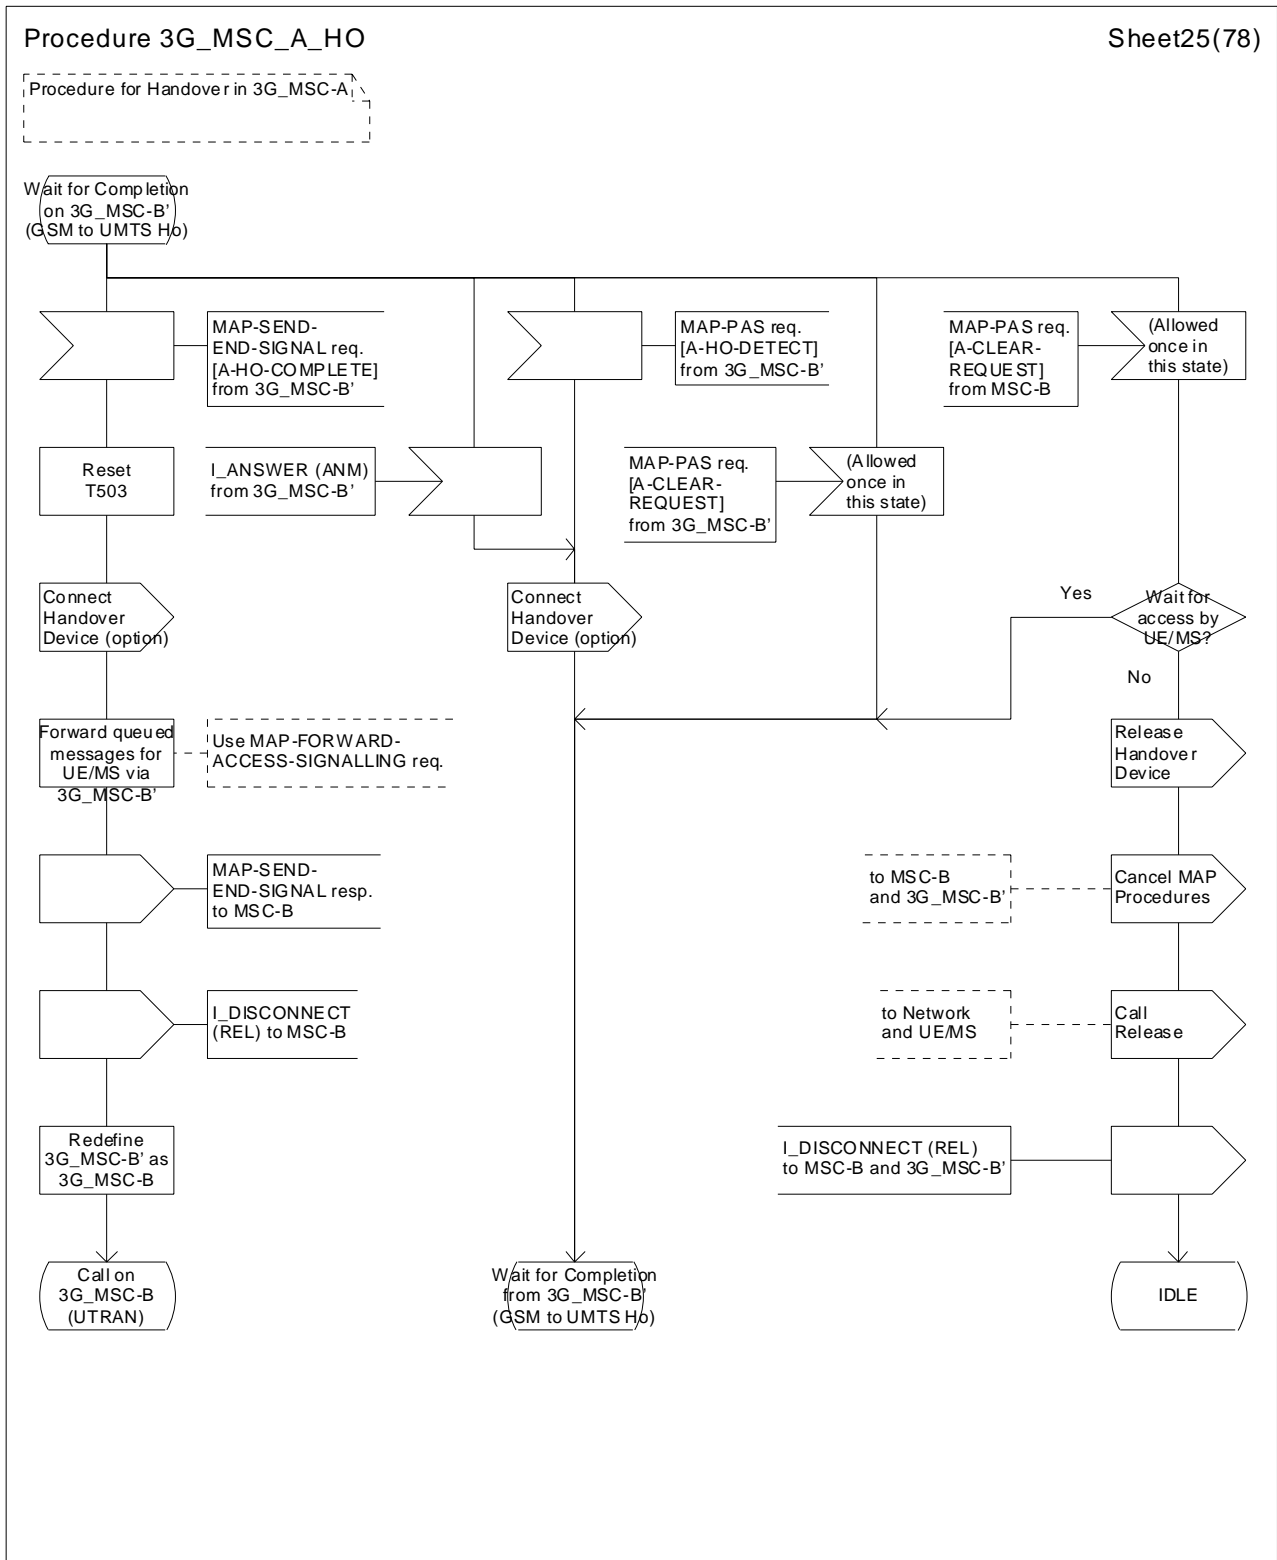 Procedure 3G_MSC_A_HO
Sheet25(78)
Procedure for Handover in 3G_MSC-A
Wait for Completion
on 3G_MSC-B'
(GSM to UMTS Ho)
MAP-SEND-
END-SIGNAL req.
[A-HO-COMPLETE]
from 3G_MSC-B'
MAP-PAS req.
[A-HO-DETECT]
from 3G_MSC-B'
MAP-PAS req.
[A-CLEAR-
REQUEST]
from MSC-B
(Allowed
once in
this state)
Reset
T503
I_ANSWER (ANM)
from 3G_MSC-B'
MAP-PAS req.
[A-CLEAR-
REQUEST]
from 3G_MSC-B'
(Allowed
once in
this state)
Connect
Handover
Device (option)
Connect
Handover
Device (option)
Yes
Wait for
access by
UE/MS?
No
Forward queued
messages for
UE/MS via
3G_MSC-B'
Use MAP-FORWARD-
ACCESS-SIGNALLING req.
Release
Handover
Device
MAP-SEND-
END-SIGNAL resp.
to MSC-B
to MSC-B
and 3G_MSC-B'
Cancel MAP
Procedures
I_DISCONNECT
(REL) to MSC-B
to Network
and UE/MS
Call
Release
Redefine
3G_MSC-B' as
3G_MSC-B
I_DISCONNECT (REL)
to MSC-B and 3G_MSC-B'
Call on
3G_MSC-B
(UTRAN)
Wait for Completion
from 3G_MSC-B'
(GSM to UMTS Ho)
IDLE